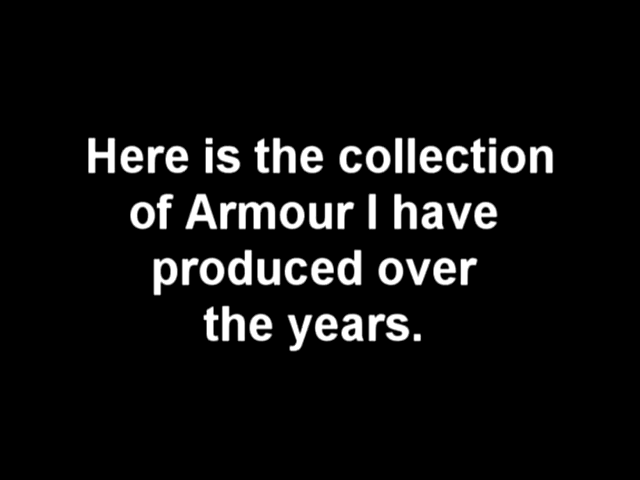 Here is the collection
of Armour I have
produced over
the years.